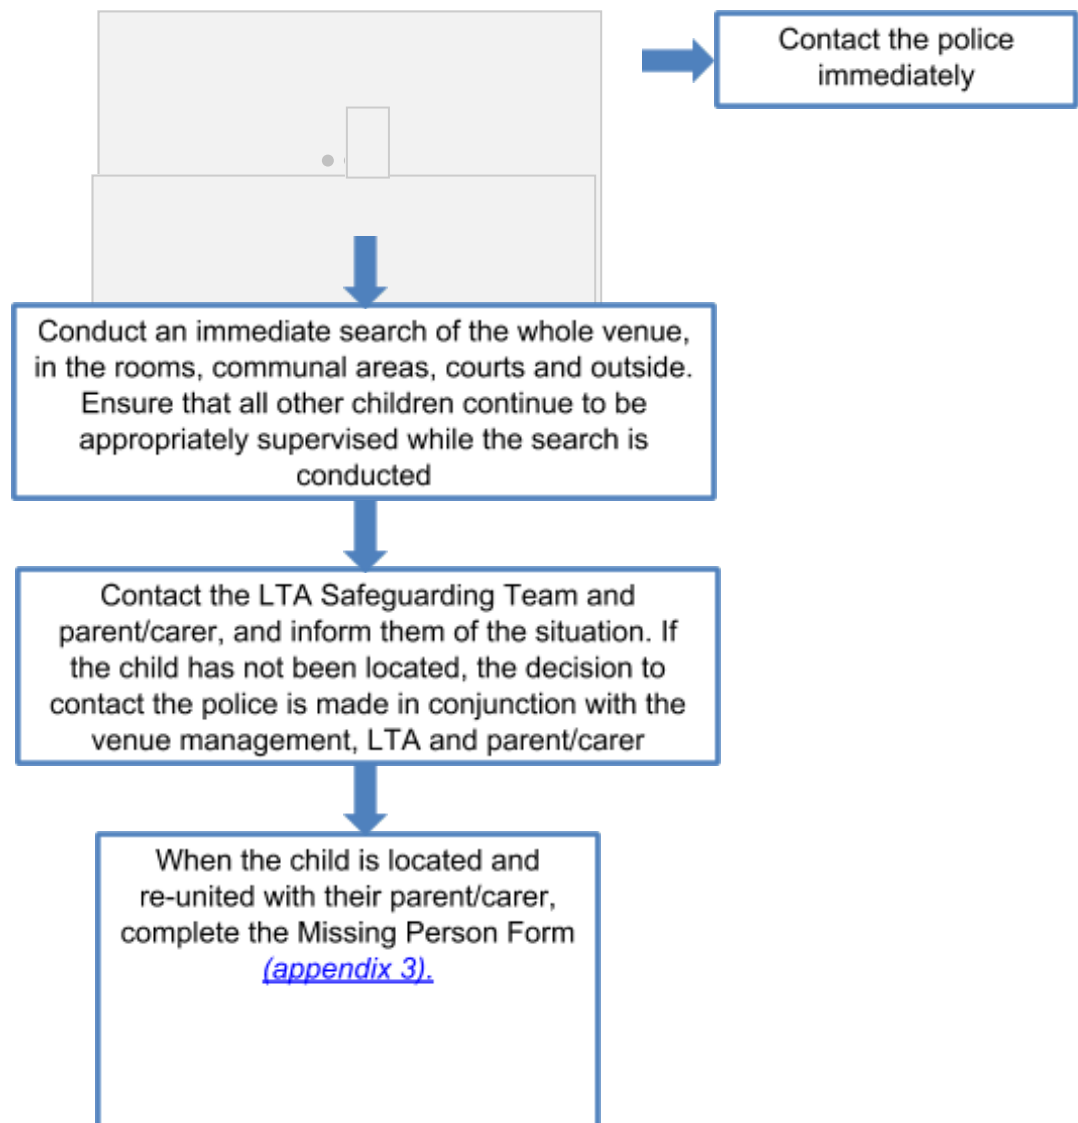 Contact the police
immediately
Conduct an immediate search of the whole venue,
in the rooms, communal areas, courts and outside.
Ensure that all other children continue to be
appropriately supervised while the search is
conducted
Contact the LTA Safeguarding Team and
parent/carer, and inform them of the situation. If
the child has not been located, the decision to
contact the police is made in conjunction with the
venue management, LTA and parent/carer
When the child is located and
re-united with their parent/carer,
complete the Missing Person Form
(appendix 3).